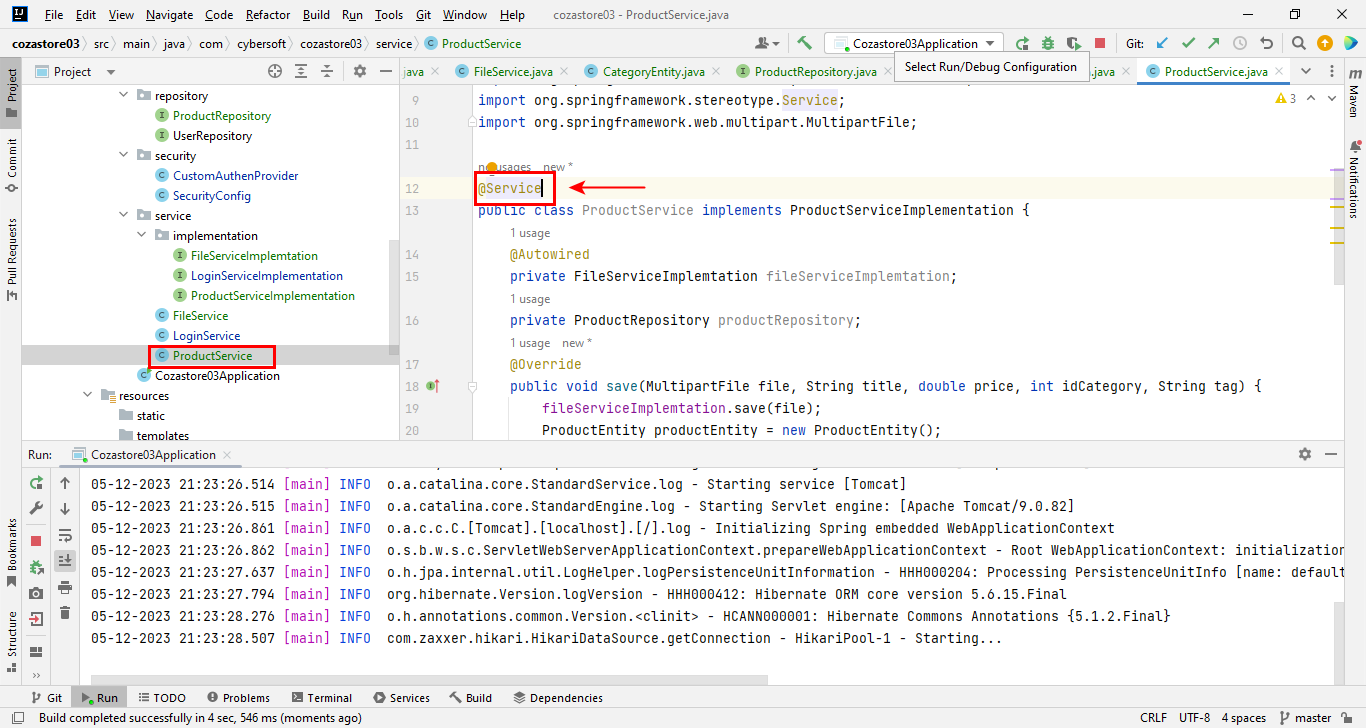 File Edit View Navigate Code Refactor Build Run Tools Git Window Help cozastore03 - ProductService.java
cozastore03 src main java com cybersoft cozastore03 service ProductService Cozastore03Application Git:
Select Run/Debug Configuration
Project
.java FileService.java CategoryEntity.java ProductRepository.java .java ProductService.java
repository
ProductRepository
UserRepository
security
CustomAuthenProvider
SecurityConfig
service
implementation
FileServiceImplemtation
LoginServiceImplementation
ProductServiceImplementation
FileService
LoginService
ProductService
Cozastore03Application
resources
static
templates
9 import org.springframework.stereotype.Service; 3
10 import org.springframework.web.multipart.MultipartFile;
11
no usages new *
12 @Service
13 public class ProductService implements ProductServiceImplementation {
1 usage
14 @Autowired
15 private FileServiceImplemtation fileServiceImplemtation;
1 usage
16 private ProductRepository productRepository;
1 usage new *
17 @Override
18 public void save(MultipartFile file, String title, double price, int idCategory, String tag) {
19 fileServiceImplemtation.save(file);
20 ProductEntity productEntity = new ProductEntity();
Project
Commit
Pull Requests
Bookmarks
Structure
m
Maven
Notifications
Run: Cozastore03Application
05-12-2023 21:23:26.514 [main] INFO o.a.catalina.core.StandardService.log - Starting service [Tomcat]
05-12-2023 21:23:26.515 [main] INFO o.a.catalina.core.StandardEngine.log - Starting Servlet engine: [Apache Tomcat/9.0.82]
05-12-2023 21:23:26.861 [main] INFO o.a.c.c.C.[Tomcat].[localhost].[/].log - Initializing Spring embedded WebApplicationContext
05-12-2023 21:23:26.862 [main] INFO o.s.b.w.s.c.ServletWebServerApplicationContext.prepareWebApplicationContext - Root WebApplicationContext: initialization
05-12-2023 21:23:27.637 [main] INFO o.h.jpa.internal.util.LogHelper.logPersistenceUnitInformation - HHH000204: Processing PersistenceUnitInfo [name: default
05-12-2023 21:23:27.794 [main] INFO org.hibernate.Version.logVersion - HHH000412: Hibernate ORM core version 5.6.15.Final
05-12-2023 21:23:28.276 [main] INFO o.h.annotations.common.Version.<clinit> - HCANN000001: Hibernate Commons Annotations {5.1.2.Final}
05-12-2023 21:23:28.507 [main] INFO com.zaxxer.hikari.HikariDataSource.getConnection - HikariPool-1 - Starting...
Git Run TODO Problems Terminal Services Build Dependencies
Build completed successfully in 4 sec, 546 ms (moments ago) CRLF UTF-8 4 spaces master